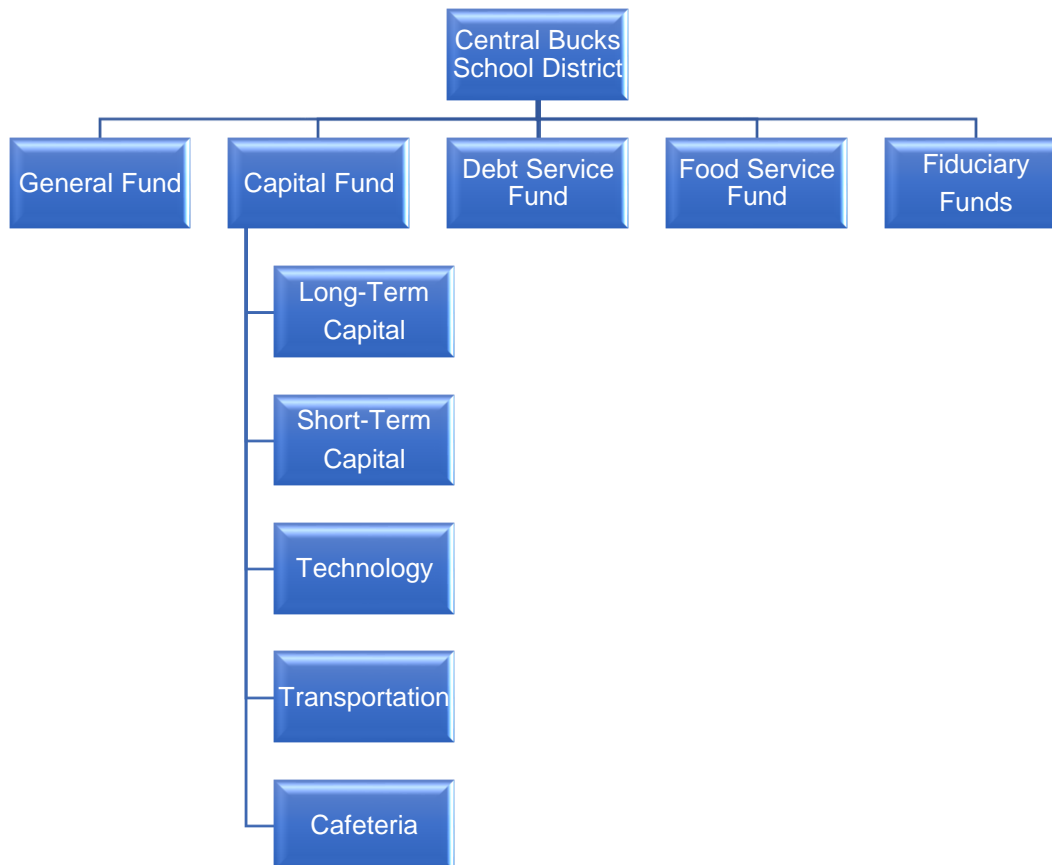 Central Bucks
School District
General Fund
Capital Fund
Debt Service
Fund
Food Service
Fund
Fiduciary
Funds
Long-Term
Capital
Short-Term
Capital
Technology
Transportation
Cafeteria